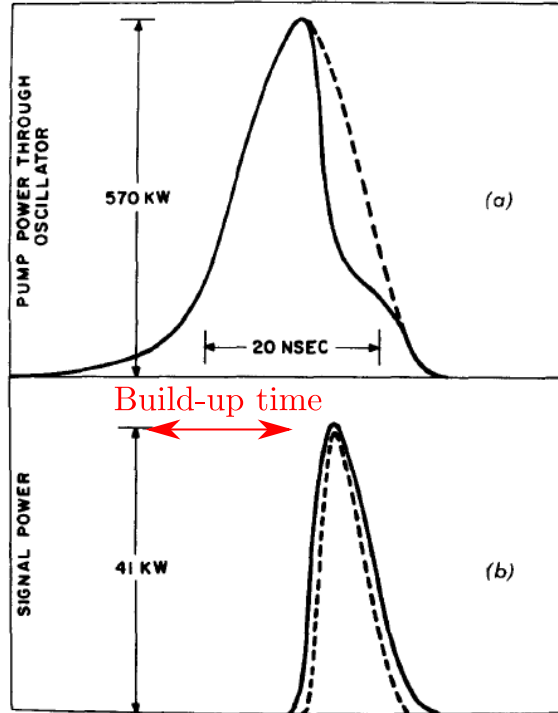 PUMP POWER THROUGH
OSCILLATOR
570 KW
(a)
20 NSEC
Build-up time
SIGNAL POWER
41 KW
(b)